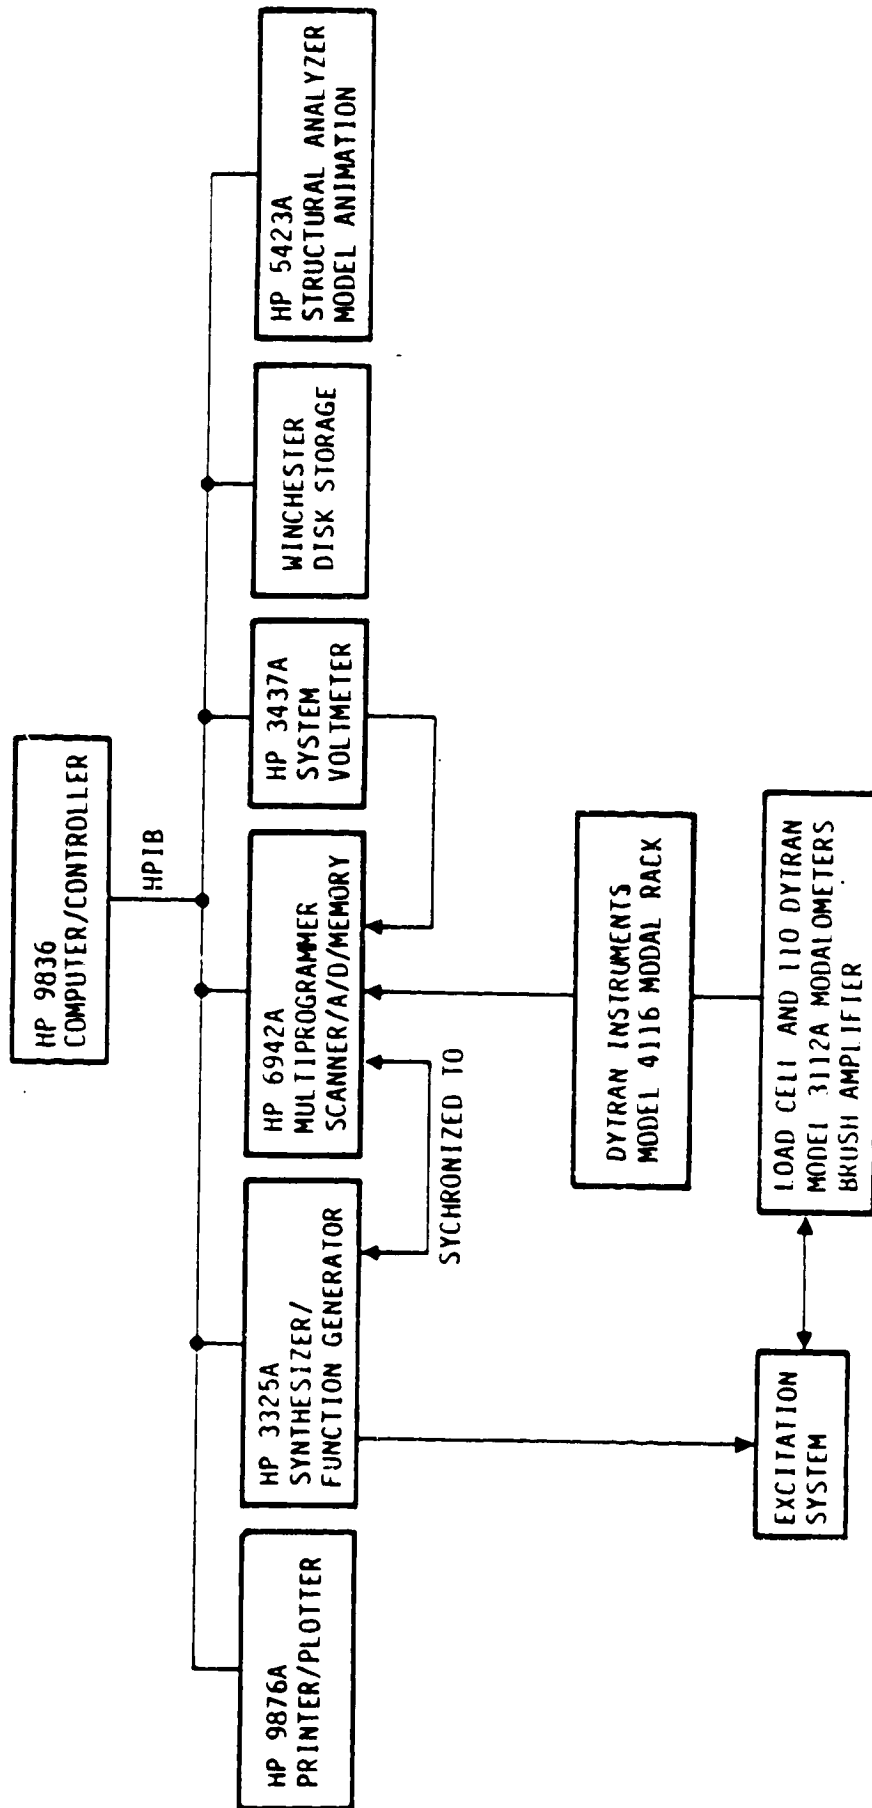 HP 9836
COMPUTER/CONTROLLER
HPIB
HP 9876A
PRINTER/PLOTTER
HP 3325A
SYNTHESIZER/
FUNCTION GENERATOR
HP 6942A
MULTIPROGRAMMER
SCANNER/A/D/MEMORY
HP 3437A
SYSTEM
VOLTMETER
WINCHESTER
DISK STORAGE
HP 5423A
STRUCTURAL ANALYZER
MODEL ANIMATION
SYCHRONIZED TO
DYTRAN INSTRUMENTS
MODEL 4116 MODAL RACK
EXCITATION
SYSTEM
LOAD CELL AND 110 DYTRAN
MODEL 3112A MODALOMETERS
BRUSH AMPLIFIER